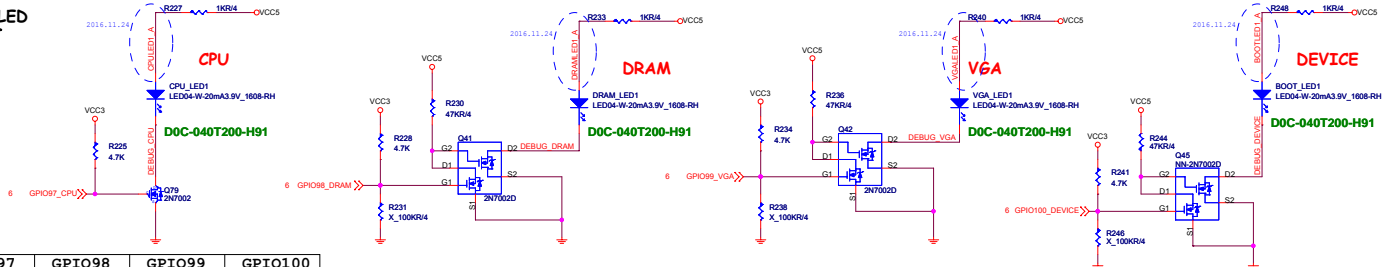 LED
R227
1KR/4
VCC5
2016.11.24
CPULED1_A
CPU
CPU_LED1
LED04-W-20mA3.9V_1608-RH
D0C-040T200-H91
VCC3
R225
4.7K
DEBUG_CPU
6 GPIO97_CPU
Q79
2N7002
R233
1KR/4
VCC5
2016.11.24
DRAMLED1_A
DRAM
DRAM_LED1
LED04-W-20mA3.9V_1608-RH
D0C-040T200-H91
VCC5
R230
47KR/4
VCC3
R228
4.7K
Q41
G2
D2
DEBUG_DRAM
D1
S2
6 GPIO98_DRAM
G1
2N7002D
S1
R231
X_100KR/4
R240
1KR/4
VCC5
2016.11.24
VGALED1_A
VGA
VGA_LED1
LED04-W-20mA3.9V_1608-RH
D0C-040T200-H91
VCC5
R236
47KR/4
VCC3
R234
4.7K
Q42
G2
D2
DEBUG_VGA
D1
S2
6 GPIO99_VGA
G1
2N7002D
S1
R238
X_100KR/4
R248
1KR/4
VCC5
2016.11.24
BOOTLED1_A
DEVICE
BOOT_LED1
LED04-W-20mA3.9V_1608-RH
D0C-040T200-H91
DEBUG_DEVICE
VCC5
R244
47KR/4
VCC3
R241
4.7K
Q45
NN-2N7002D
G2
D2
D1
S2
6 GPIO100_DEVICE
G1
S1
R246
X_100KR/4
97 GPIO98 GPIO99 GPIO100